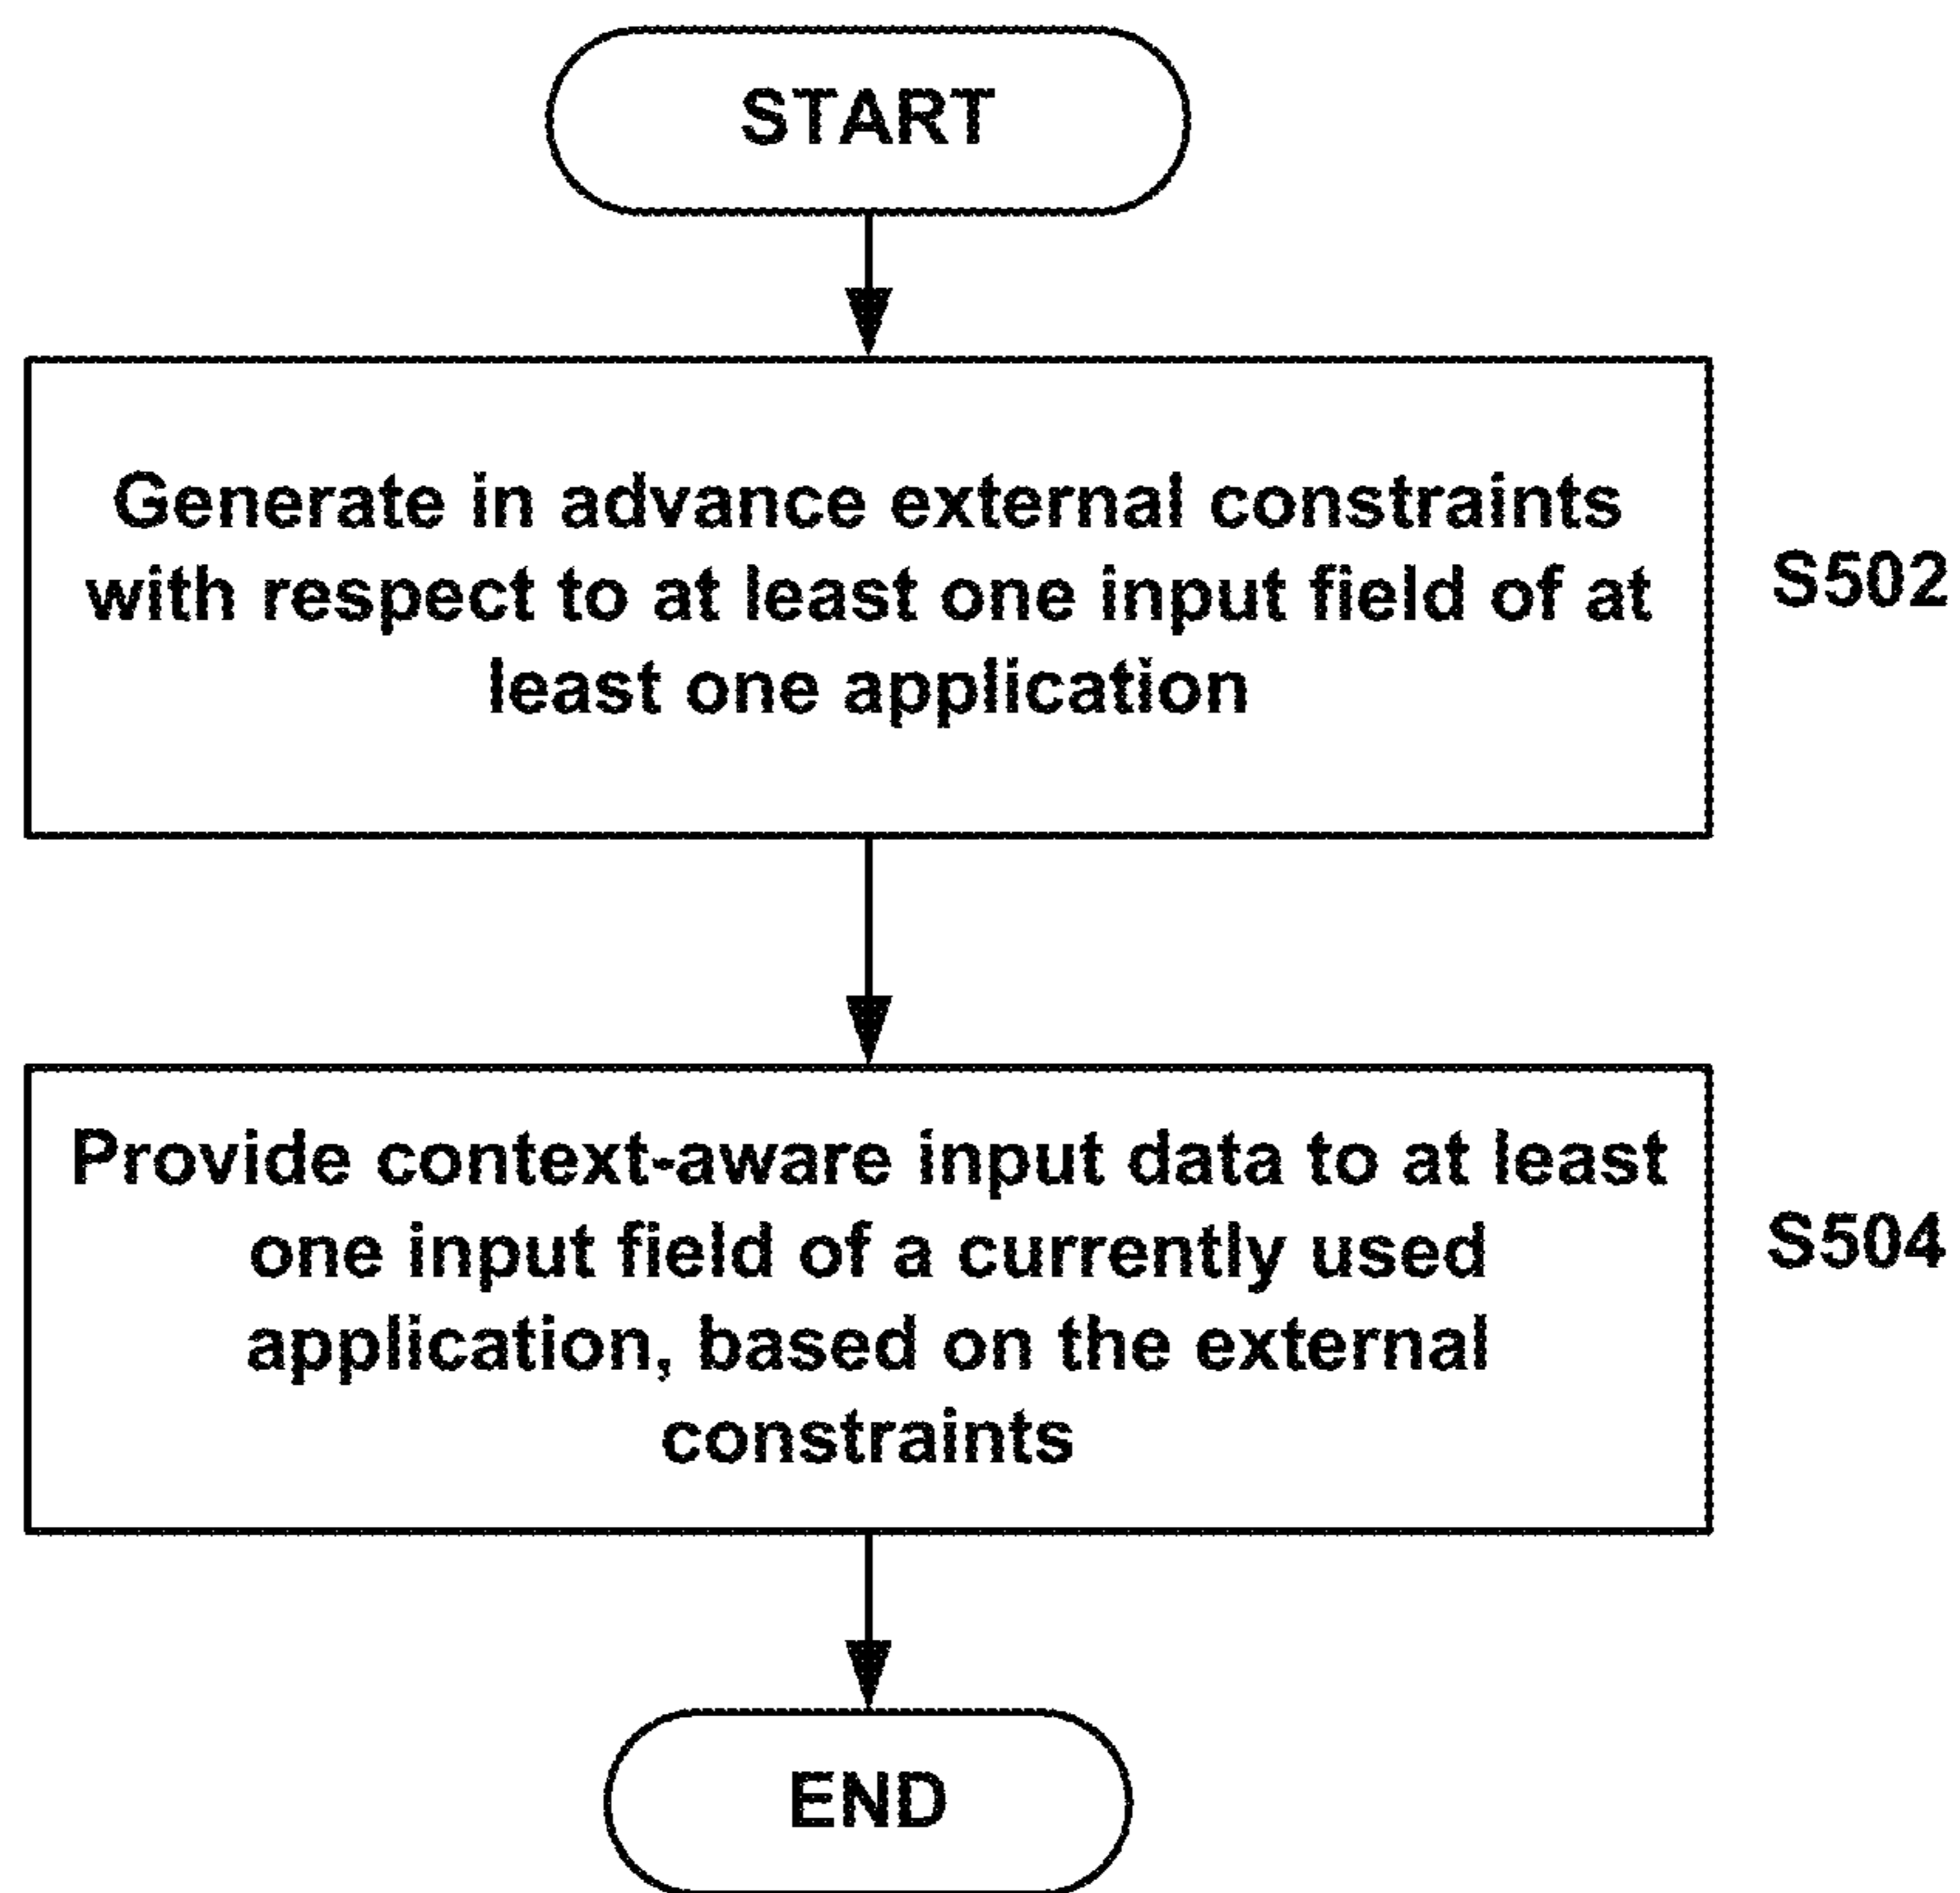 START
Generate in advance external constraints
with respect to at least one input field of at
least one application
S502
Provide context-aware input data to at least
one input field of a currently used
application, based on the external
constraints
S504
END